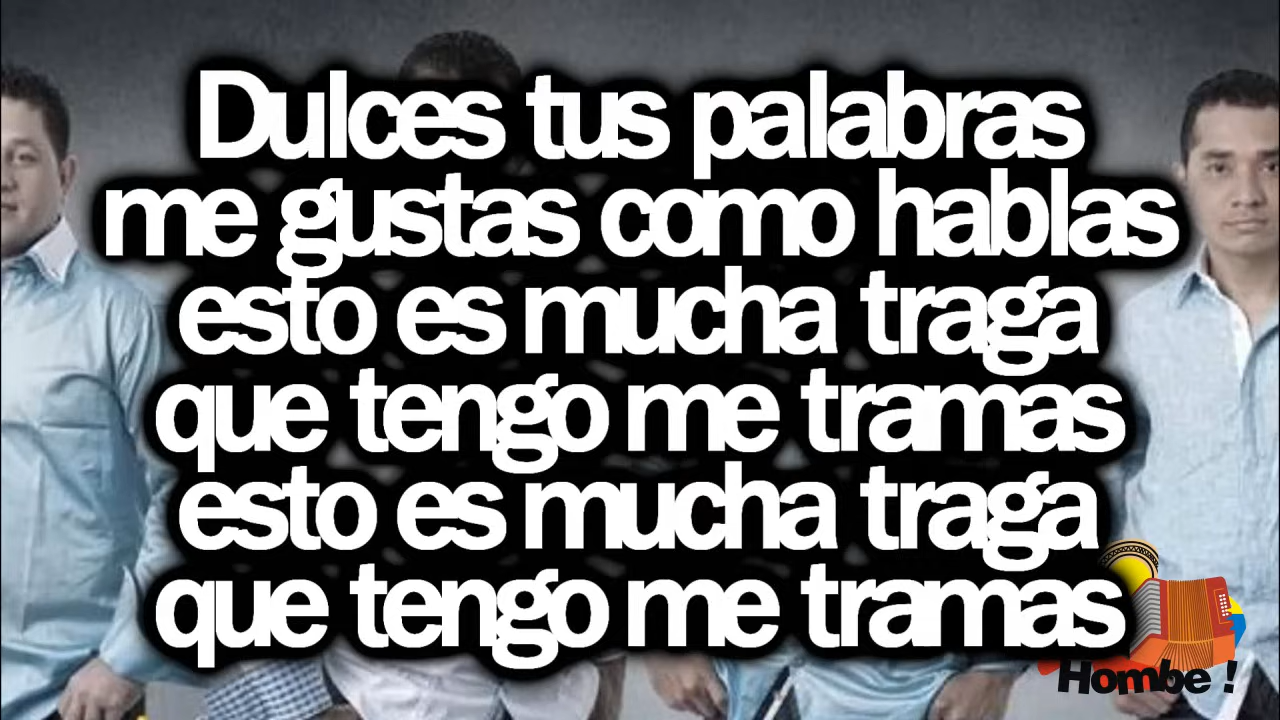 Dulces tus palabras
me gustas como hablas
esto es mucha traga
que tengo me tramas
esto es mucha traga
que tengo me tramas
Hombe !